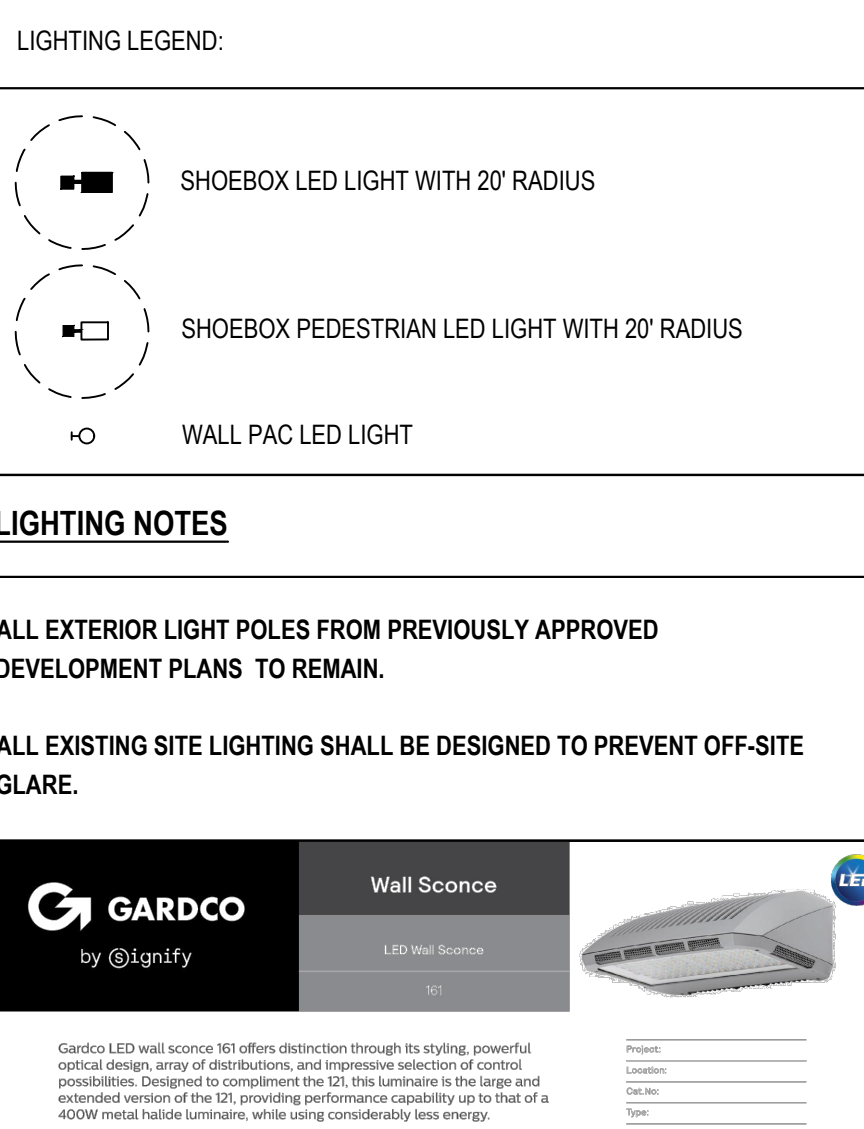 LIGHTING LEGEND:
SHOEBOX LED LIGHT WITH 20' RADIUS
SHOEBOX PEDESTRIAN LED LIGHT WITH 20' RADIUS
WALL PAC LED LIGHT
LIGHTING NOTES
ALL EXTERIOR LIGHT POLES FROM PREVIOUSLY APPROVED
DEVELOPMENT PLANS TO REMAIN.
ALL EXISTING SITE LIGHTING SHALL BE DESIGNED TO PREVENT OFF-SITE
GLARE.
GARDCO
by signify
Wall Sconce
LED Wall Sconce
161
LED
Gardco LED wall sconce 161 offers distinction through its styling, powerful
optical design, array of distributions, and impressive selection of control
possibilities. Designed to compliment the 121, this luminaire is the large and
extended version of the 121, providing performance capability up to that of a
400W metal halide luminaire, while using considerably less energy.
Project:
Location:
Cat.No:
Type: